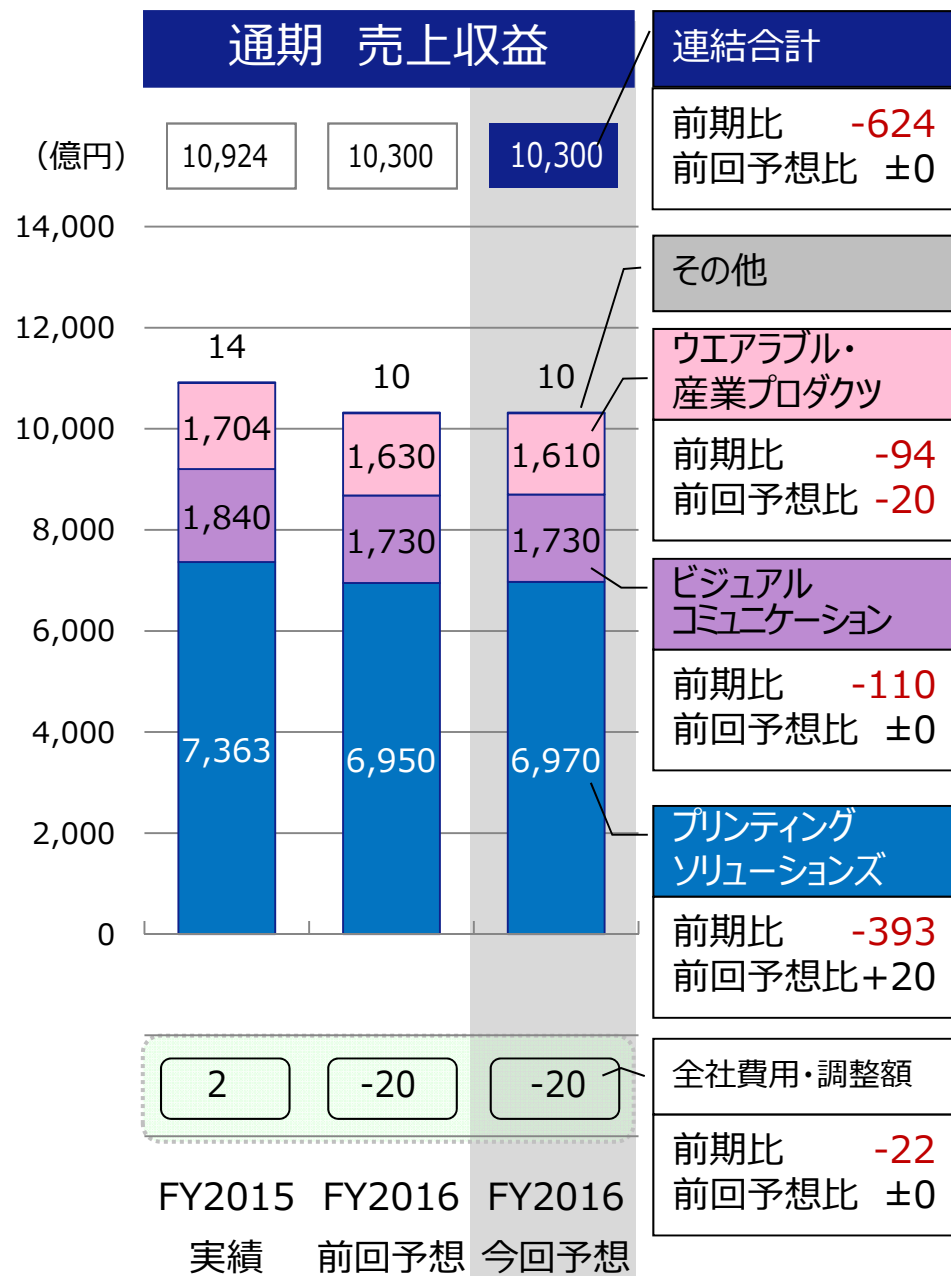 通期 売上収益
(億円)
10,924
10,300
10,300
14,000
12,000
10,000
8,000
6,000
4,000
2,000
0
14
10
10
1,704
1,630
1,610
1,840
1,730
1,730
7,363
6,950
6,970
2
-20
-20
FY2015
実績
FY2016
前回予想
FY2016
今回予想
連結合計
前期比 -624
前回予想比 ±0
その他
ウエアラブル・
産業プロダクツ
前期比 -94
前回予想比 -20
ビジュアル
コミュニケーション
前期比 -110
前回予想比 ±0
プリンティング
ソリューションズ
前期比 -393
前回予想比+20
全社費用・調整額
前期比 -22
前回予想比 ±0